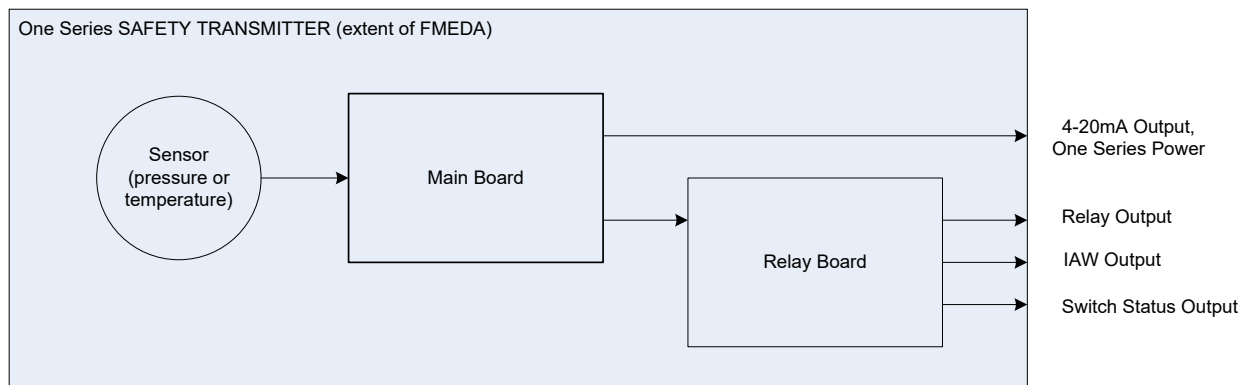 One Series SAFETY TRANSMITTER (extent of FMEDA)
Sensor
(pressure or
temperature)
Main Board
Relay Board
4-20mA Output,
One Series Power
Relay Output
IAW Output
Switch Status Output